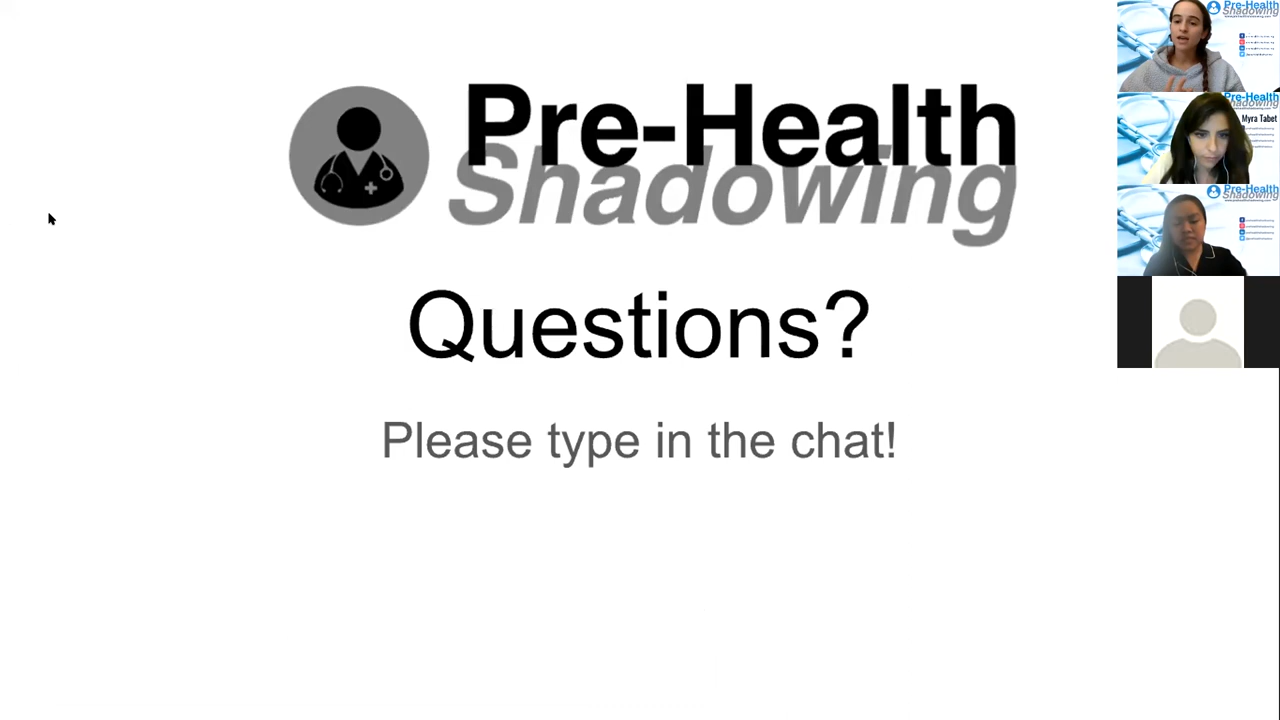 Pre-Health
Shadowing
Questions?
Please type in the chat!
Pre-Health
Shadowing
Pre-Health
Shadowing
Myra Tabet
Pre-Health
Shadowing